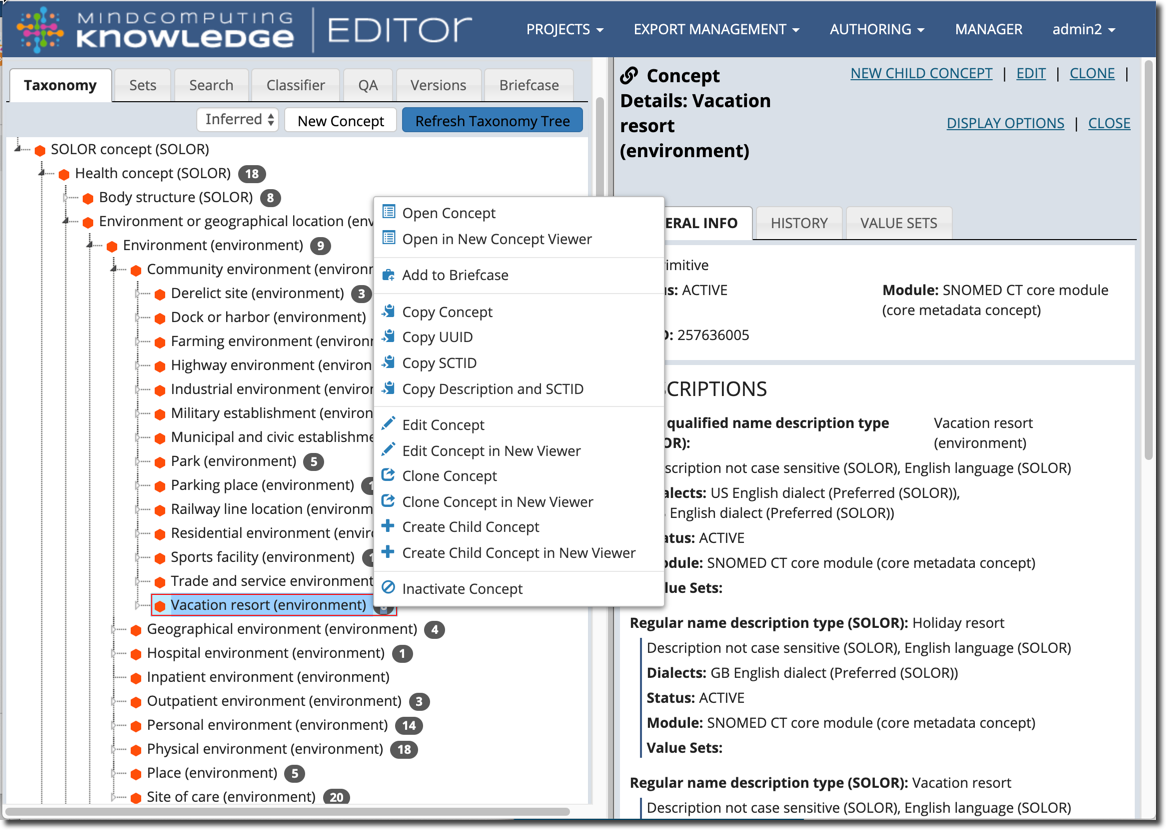 MINDCOMPUTING
KNOWLEDGE
EDITOR
PROJECTS
EXPORT MANAGEMENT
AUTHORING
MANAGER
admin2
Taxonomy
Sets
Search
Classifier
QA
Versions
Briefcase
Inferred
New Concept
Refresh Taxonomy Tree
SOLOR concept (SOLOR)
Health concept (SOLOR) 18
Body structure (SOLOR) 8
Environment or geographical location (env
Environment (environment) 9
Community environment (environm
Derelict site (environment) 3
Dock or harbor (environment)
Farming environment (environm
Highway environment (environ
Industrial environment (environ
Military establishment (environ
Municipal and civic establishme
Park (environment) 5
Parking place (environment) 1
Railway line location (environm
Residential environment (enviro
Sports facility (environment) 1
Trade and service environment
Vacation resort (environment)
Geographical environment (environment) 4
Hospital environment (environment) 1
Inpatient environment (environment)
Outpatient environment (environment) 3
Personal environment (environment) 14
Physical environment (environment) 18
Place (environment) 5
Site of care (environment) 20
Open Concept
Open in New Concept Viewer
Add to Briefcase
Copy Concept
Copy UUID
Copy SCTID
Copy Description and SCTID
Edit Concept
Edit Concept in New Viewer
Clone Concept
Clone Concept in New Viewer
Create Child Concept
Create Child Concept in New Viewer
Inactivate Concept
Concept
Details: Vacation
resort
(environment)
NEW CHILD CONCEPT | EDIT | CLONE |
DISPLAY OPTIONS | CLOSE
ERAL INFO
HISTORY
VALUE SETS
imitive
us: ACTIVE
Module: SNOMED CT core module
(core metadata concept)
D: 257636005
SCRIPTIONS
qualified name description type
OR):
Vacation resort
(environment)
scription not case sensitive (SOLOR), English language (SOLOR)
alects: US English dialect (Preferred (SOLOR)),
English dialect (Preferred (SOLOR))
atus: ACTIVE
odule: SNOMED CT core module (core metadata concept)
lue Sets:
Regular name description type (SOLOR): Holiday resort
Description not case sensitive (SOLOR), English language (SOLOR)
Dialects: GB English dialect (Preferred (SOLOR))
Status: ACTIVE
Module: SNOMED CT core module (core metadata concept)
Value Sets:
Regular name description type (SOLOR): Vacation resort
Description not case sensitive (SOLOR), English language (SOLOR)